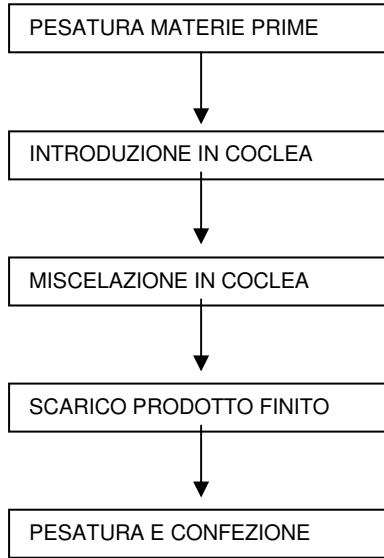 PESATURA MATERIE PRIME
INTRODUZIONE IN COCLEA
MISCELAZIONE IN COCLEA
SCARICO PRODOTTO FINITO
PESATURA E CONFEZIONE